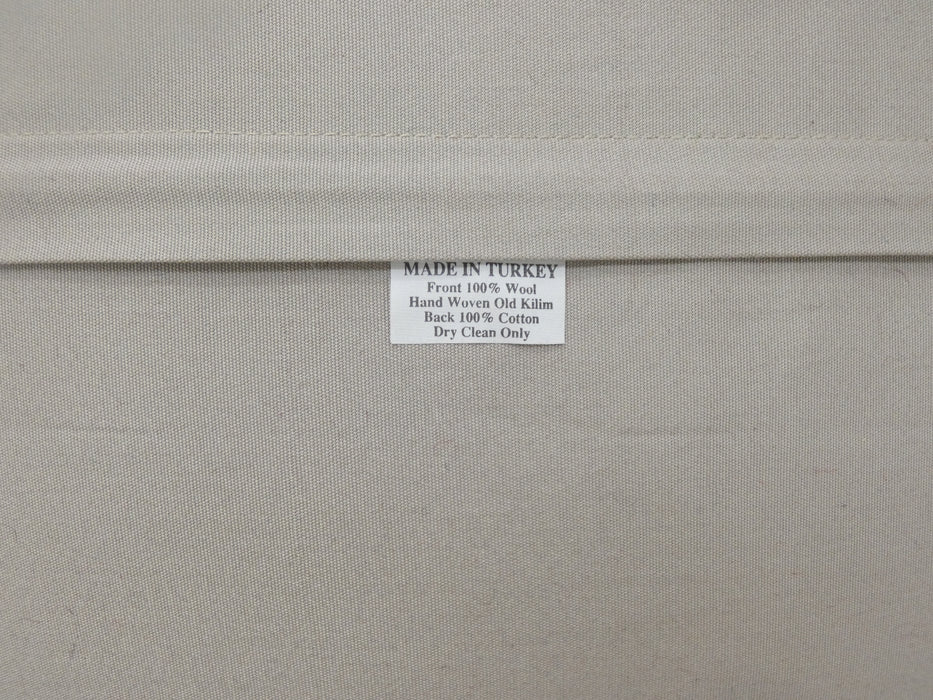 MADE IN TURKEY
Front 100% Wool
Hand Woven Old Kilim
Back 100% Cotton
Dry Clean Only